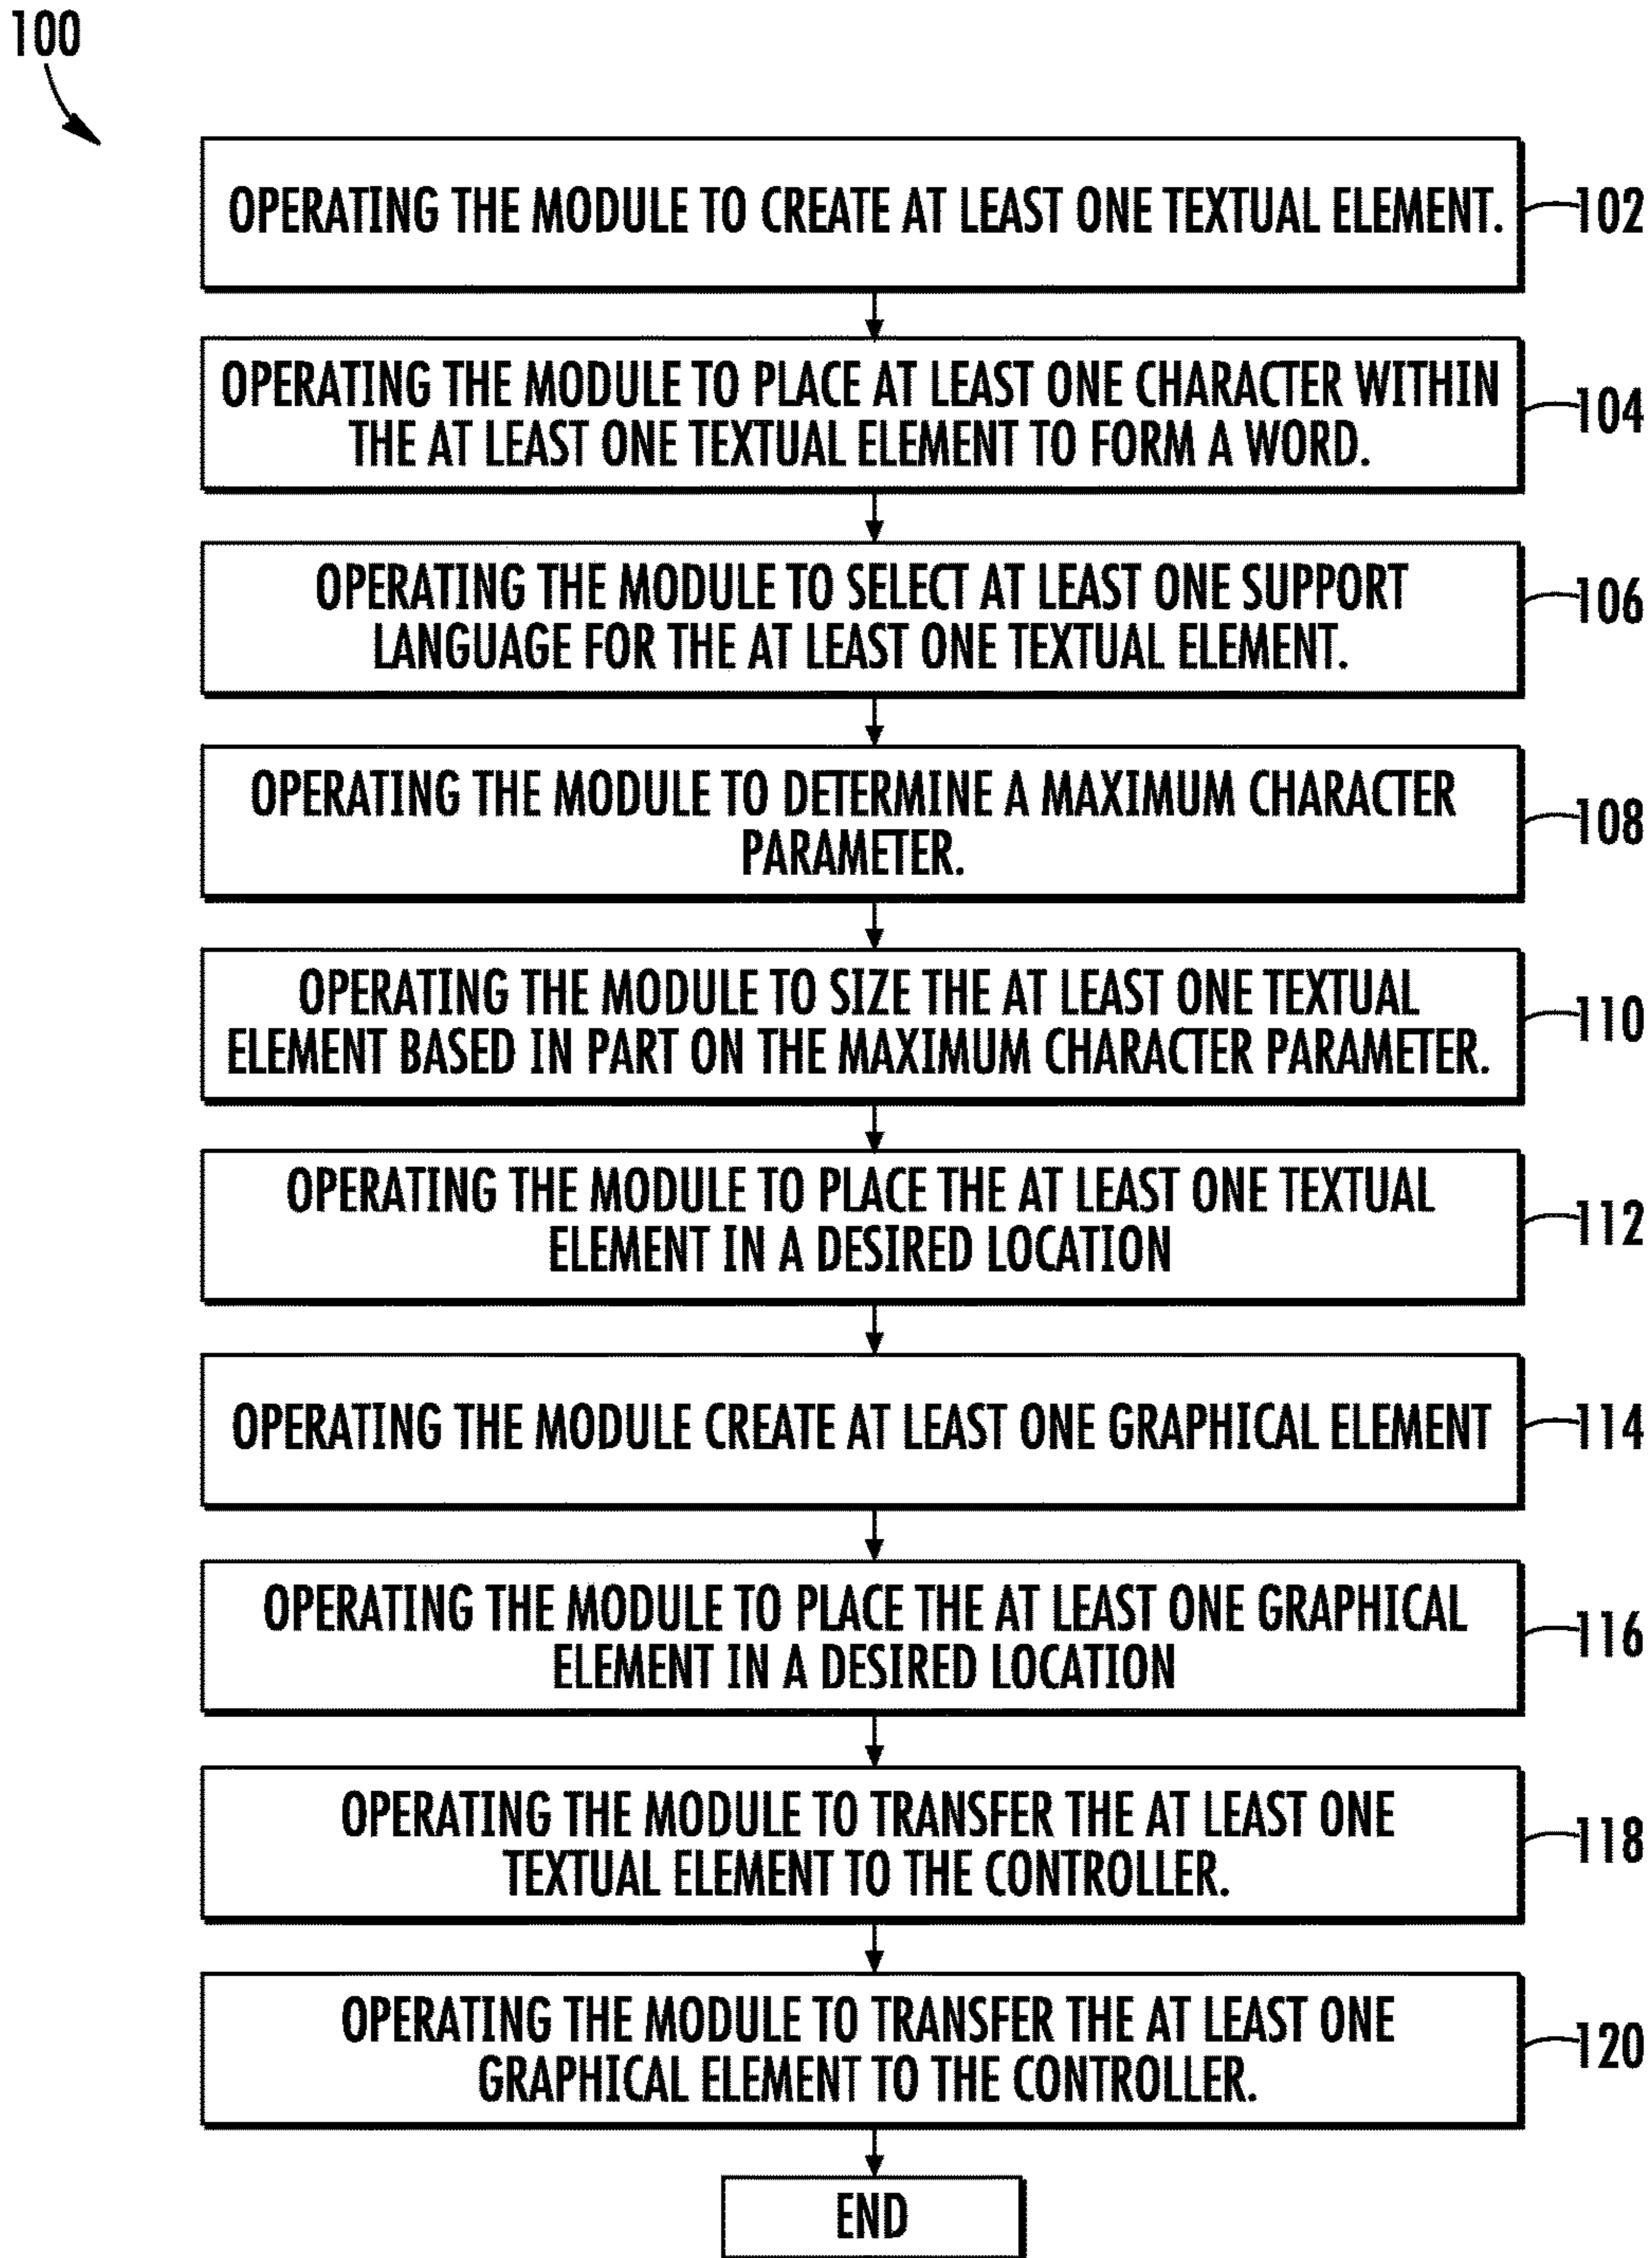 100
OPERATING THE MODULE TO CREATE AT LEAST ONE TEXTUAL ELEMENT.
102
OPERATING THE MODULE TO PLACE AT LEAST ONE CHARACTER WITHIN
THE AT LEAST ONE TEXTUAL ELEMENT TO FORM A WORD.
104
OPERATING THE MODULE TO SELECT AT LEAST ONE SUPPORT
LANGUAGE FOR THE AT LEAST ONE TEXTUAL ELEMENT.
106
OPERATING THE MODULE TO DETERMINE A MAXIMUM CHARACTER
PARAMETER.
108
OPERATING THE MODULE TO SIZE THE AT LEAST ONE TEXTUAL
ELEMENT BASED IN PART ON THE MAXIMUM CHARACTER PARAMETER.
110
OPERATING THE MODULE TO PLACE THE AT LEAST ONE TEXTUAL
ELEMENT IN A DESIRED LOCATION
112
OPERATING THE MODULE CREATE AT LEAST ONE GRAPHICAL ELEMENT
114
OPERATING THE MODULE TO PLACE THE AT LEAST ONE GRAPHICAL
ELEMENT IN A DESIRED LOCATION
116
OPERATING THE MODULE TO TRANSFER THE AT LEAST ONE
TEXTUAL ELEMENT TO THE CONTROLLER.
118
OPERATING THE MODULE TO TRANSFER THE AT LEAST ONE
GRAPHICAL ELEMENT TO THE CONTROLLER.
120
END